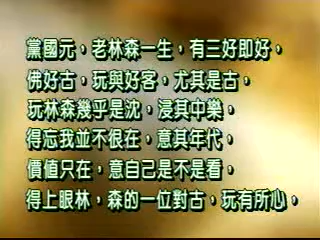 黨國元，老林森一生，有三好即好，
佛好古，玩與好客，尤其是古，
玩林森幾乎是沈，浸其中樂，
得忘我並不很在，意其年代，
價值只在，意自己是不是看，
得上眼林，森的一位對古，玩有所心，